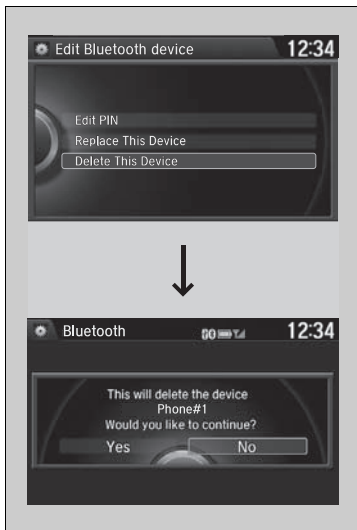 Edit Bluetooth device 12:34
Edit PIN
Replace This Device
Delete This Device
Bluetooth 12:34
This will delete the device
Phone#1
Would you like to continue?
Yes No